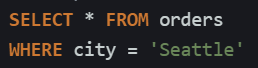 SELECT * FROM orders
WHERE city = 'Seattle'